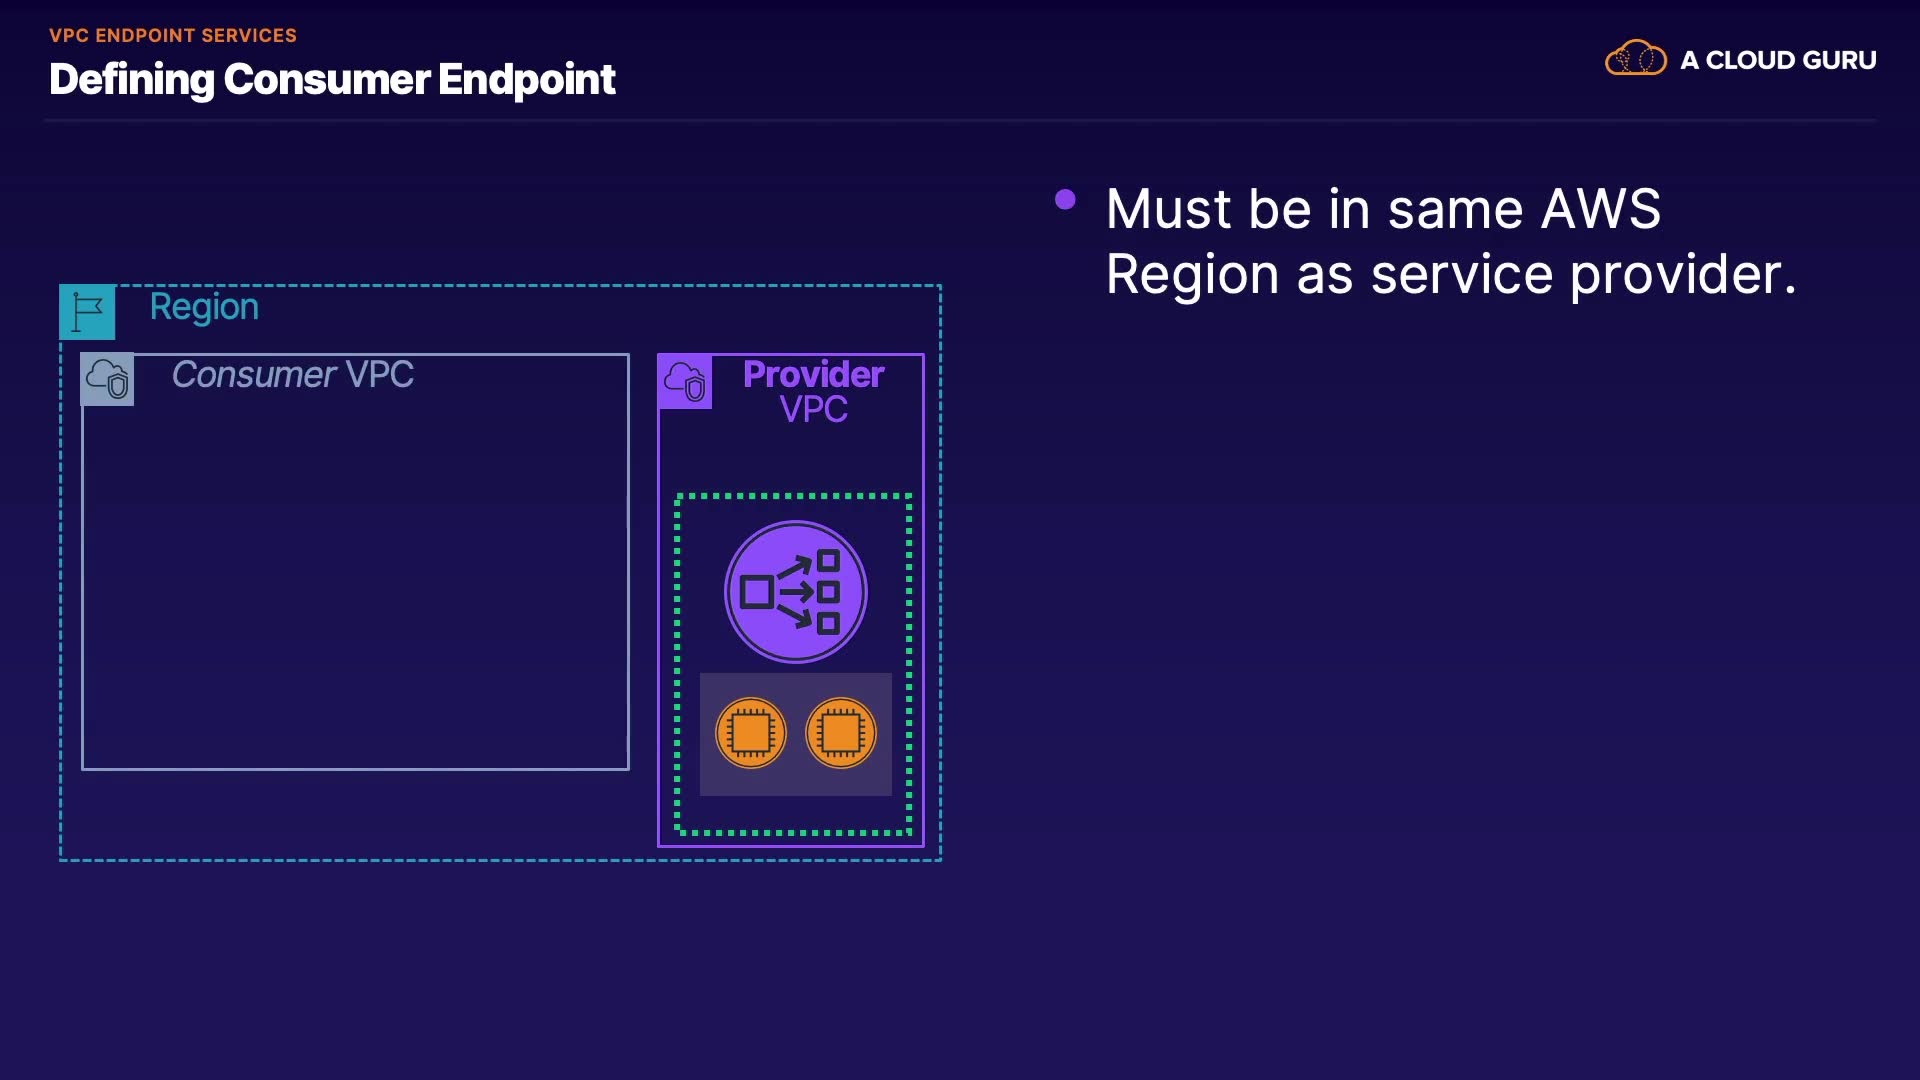 VPC ENDPOINT SERVICES
Defining Consumer Endpoint
A CLOUD GURU
Must be in same AWS
Region as service provider.
Region
Consumer VPC
Provider
VPC